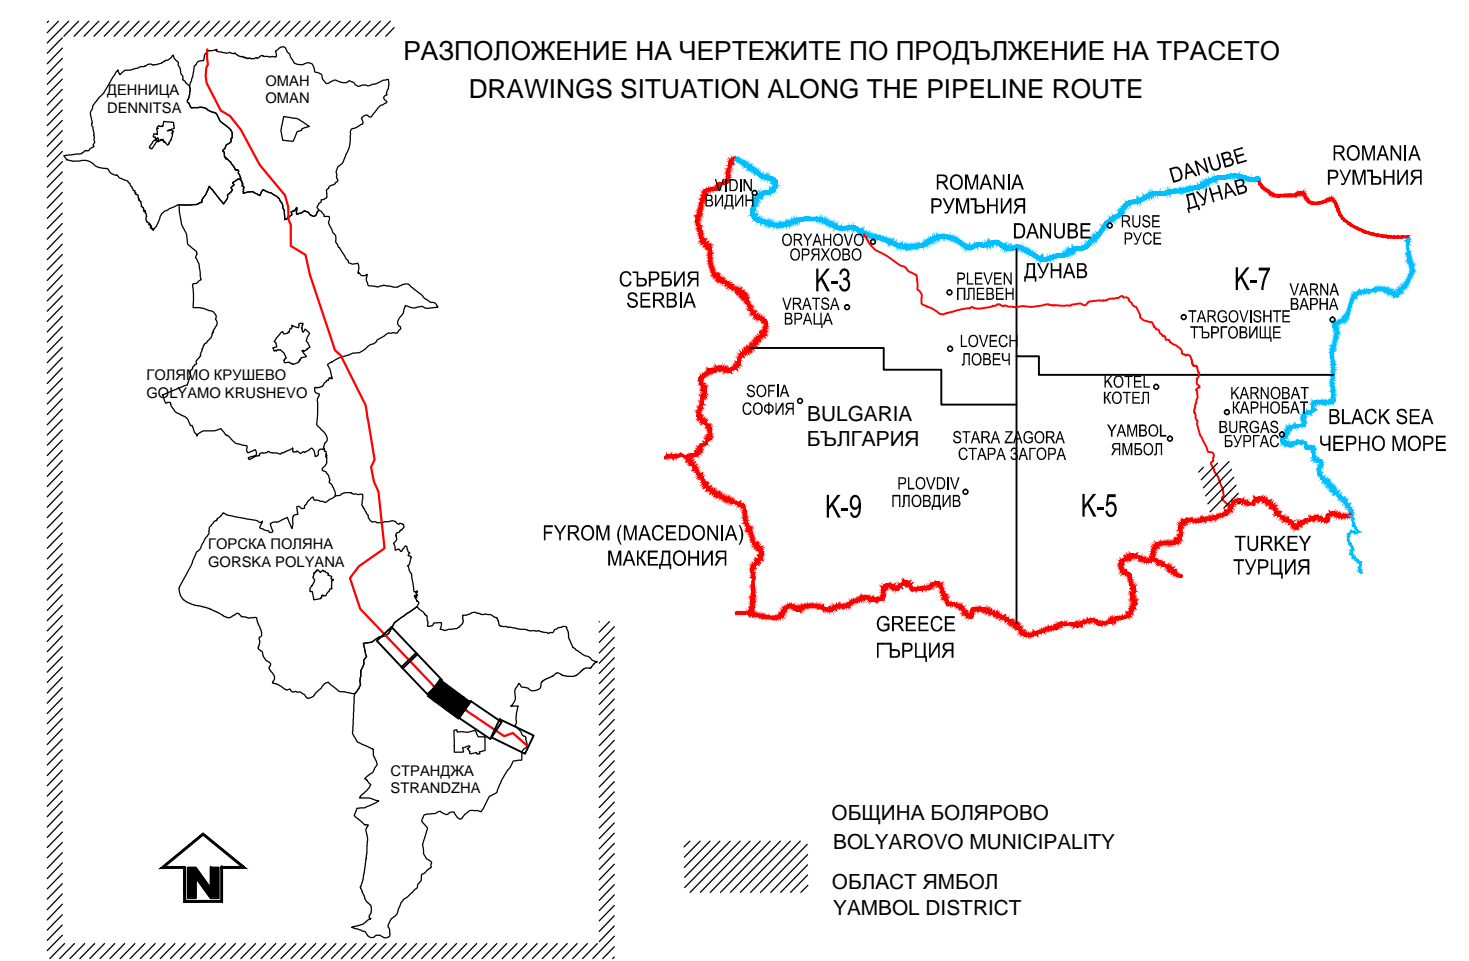 РАЗПОЛОЖЕНИЕ НА ЧЕРТЕЖИТЕ ПО ПРОДЪЛЖЕНИЕ НА ТРАСЕТО
DRAWINGS SITUATION ALONG THE PIPELINE ROUTE
ДЕННИЦА
DENNITSA
ОМАН
OMAN
ГОЛЯМО КРУШЕВО
GOLYAMO KRUSHEVO
ГОРСКА ПОЛЯНА
GORSKA POLYANA
СТРАНДЖА
STRANDZHA
N
VIDIN
ВИДИН
ROMANIA
РУМЪНИЯ
DANUBE
ДУНАВ
ROMANIA
РУМЪНИЯ
ORYAHOVO
ОРЯХОВО
DANUBE
ДУНАВ
RUSE
РУСЕ
СЪРБИЯ
SERBIA
K-3
PLEVEN
ПЛЕВЕН
K-7
VRATSA
ВРАЦА
VARNA
ВАРНА
TARGOVISHTE
ТЪРГОВИЩЕ
LOVECH
ЛОВЕЧ
SOFIA
СОФИЯ
BULGARIA
БЪЛГАРИЯ
KOTEL
КОТЕЛ
KARNOBAT
КАРНОБАТ
BURGAS
БУРГАС
BLACK SEA
ЧЕРНО МОРЕ
STARA ZAGORA
СТАРА ЗАГОРА
YAMBOL
ЯМБОЛ
PLOVDIV
ПЛОВДИВ
K-9
K-5
FYROM (MACEDONIA)
МАКЕДОНИЯ
TURKEY
ТУРЦИЯ
GREECE
ГЪРЦИЯ
ОБЩИНА БОЛЯРОВО
BOLYAROVO MUNICIPALITY
ОБЛАСТ ЯМБОЛ
YAMBOL DISTRICT